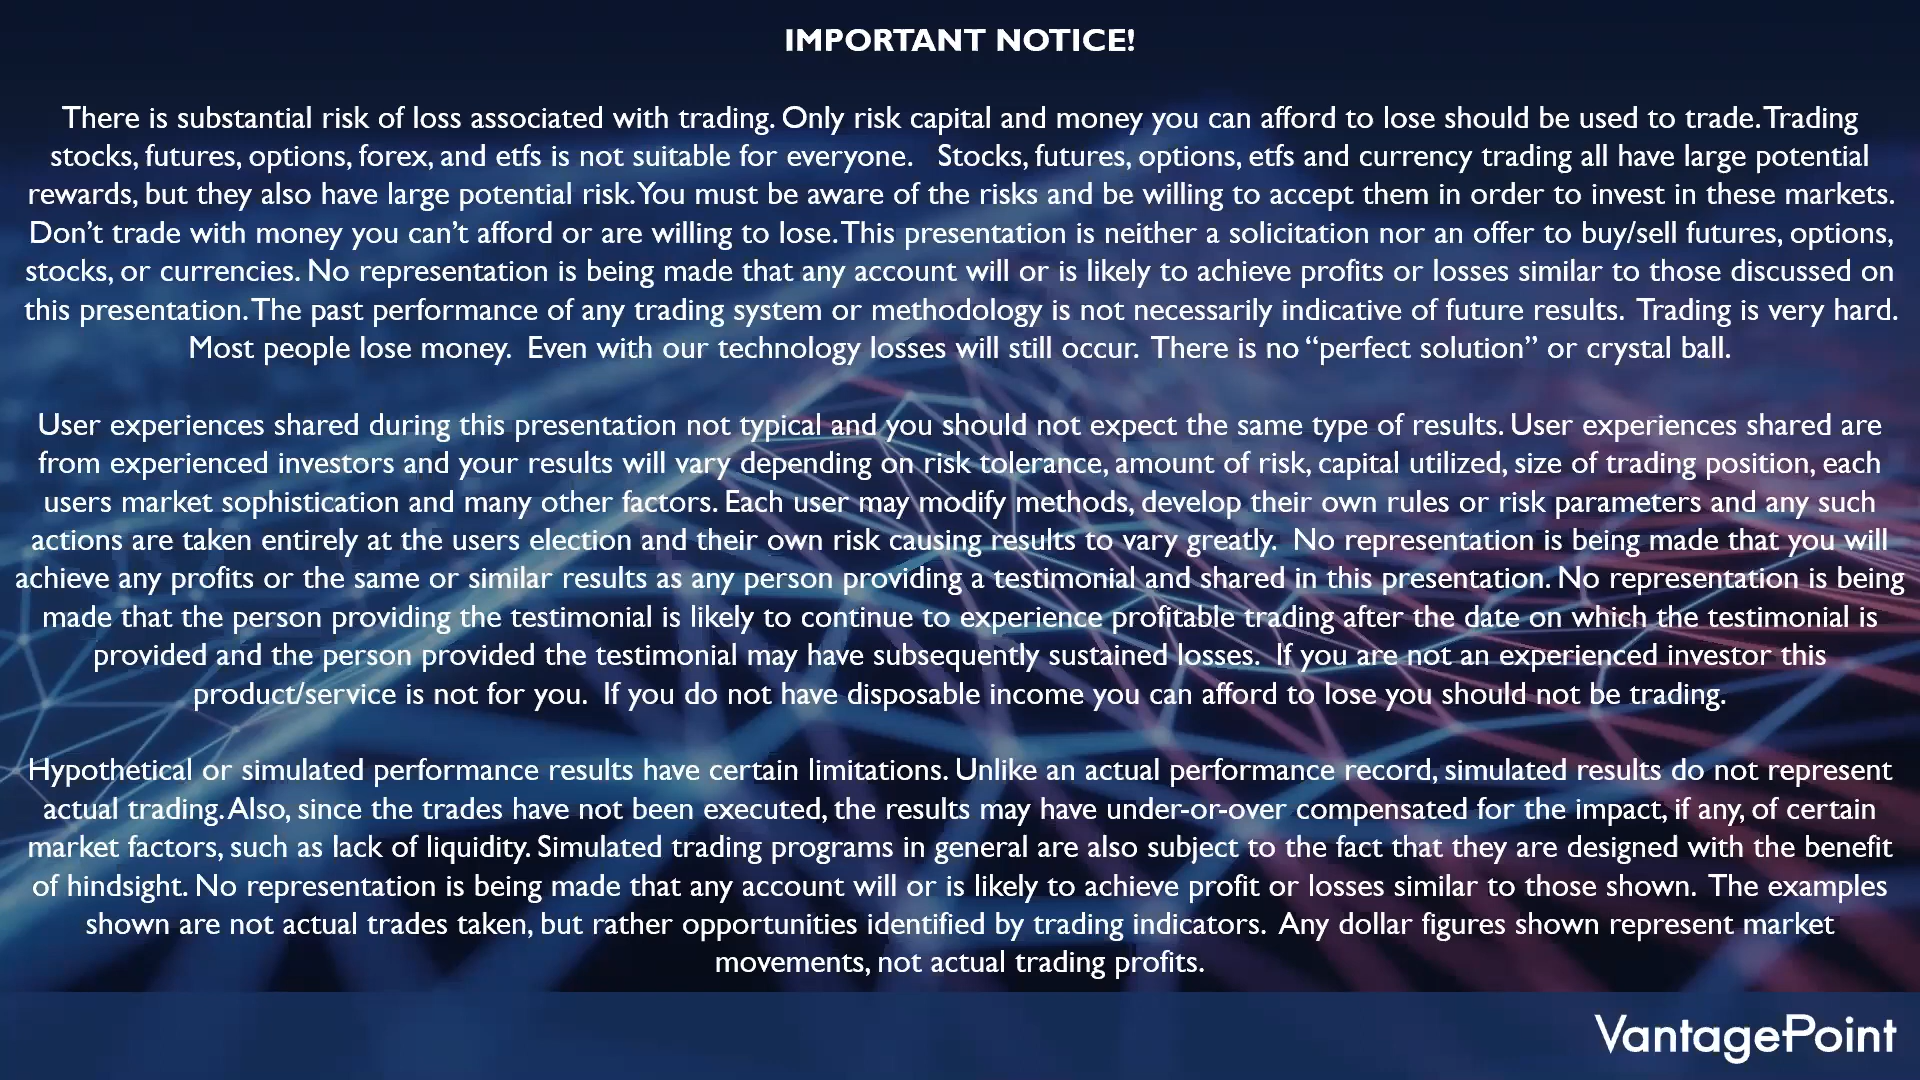 IMPORTANT NOTICE!
There is substantial risk of loss associated with trading. Only risk capital and money you can afford to lose should be used to trade. Trading
stocks, futures, options, forex, and etfs is not suitable for everyone. Stocks, futures, options, etfs and currency trading all have large potential
rewards, but they also have large potential risk. You must be aware of the risks and be willing to accept them in order to invest in these markets.
Don’t trade with money you can’t afford or are willing to lose. This presentation is neither a solicitation nor an offer to buy/sell futures, options,
stocks, or currencies. No representation is being made that any account will or is likely to achieve profits or losses similar to those discussed on
this presentation. The past performance of any trading system or methodology is not necessarily indicative of future results. Trading is very hard.
Most people lose money. Even with our technology losses will still occur. There is no “perfect solution” or crystal ball.
User experiences shared during this presentation not typical and you should not expect the same type of results. User experiences shared are
from experienced investors and your results will vary depending on risk tolerance, amount of risk, capital utilized, size of trading position, each
users market sophistication and many other factors. Each user may modify methods, develop their own rules or risk parameters and any such
actions are taken entirely at the users election and their own risk causing results to vary greatly. No representation is being made that you will
achieve any profits or the same or similar results as any person providing a testimonial and shared in this presentation. No representation is being
made that the person providing the testimonial is likely to continue to experience profitable trading after the date on which the testimonial is
provided and the person provided the testimonial may have subsequently sustained losses. If you are not an experienced investor this
product/service is not for you. If you do not have disposable income you can afford to lose you should not be trading.
Hypothetical or simulated performance results have certain limitations. Unlike an actual performance record, simulated results do not represent
actual trading. Also, since the trades have not been executed, the results may have under-or-over compensated for the impact, if any, of certain
market factors, such as lack of liquidity. Simulated trading programs in general are also subject to the fact that they are designed with the benefit
of hindsight. No representation is being made that any account will or is likely to achieve profit or losses similar to those shown. The examples
shown are not actual trades taken, but rather opportunities identified by trading indicators. Any dollar figures shown represent market
movements, not actual trading profits.
VantagePoint